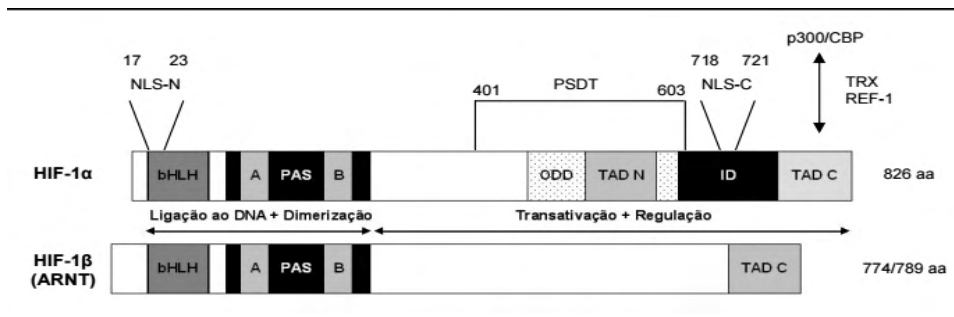 p300/CBP
17 23 718 721
NLS-N PSDT NLS-C TRX
401 603 REF-1
HIF-1α bHLH A PAS B ODD TAD N ID TAD C 826 aa
Ligação ao DNA + Dimerização Transativação + Regulação
HIF-1β
(ARNT) bHLH A PAS B TAD C 774/789 aa